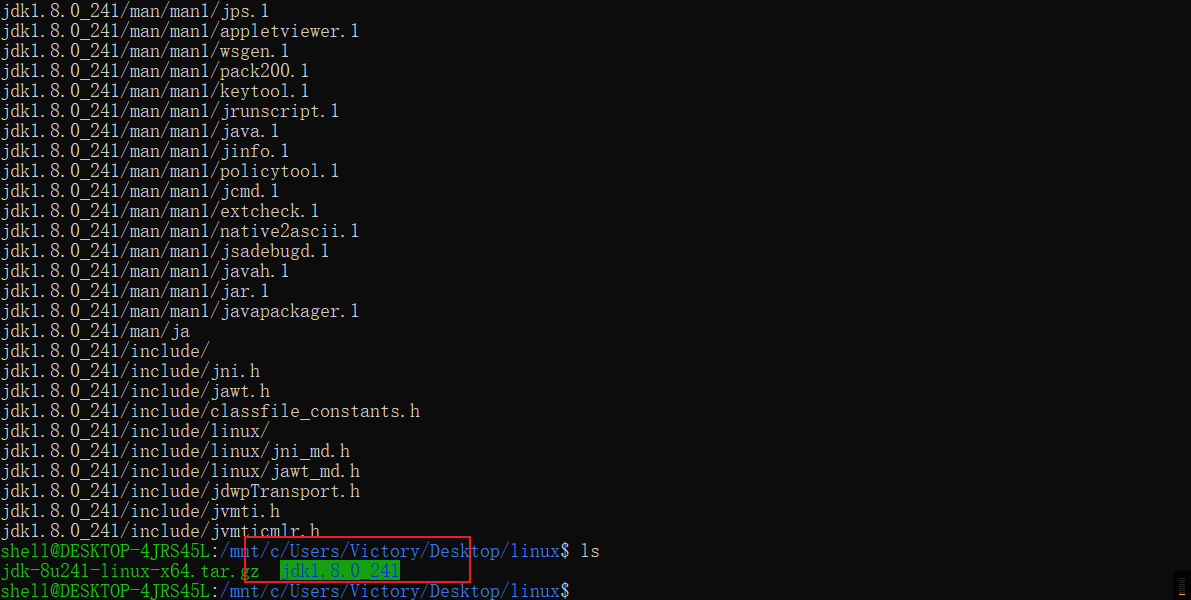 jdk1.8.0_241/man/man1/jps.1
jdk1.8.0_241/man/man1/appletviewer.1
jdk1.8.0_241/man/man1/wsgen.1
jdk1.8.0_241/man/man1/pack200.1
jdk1.8.0_241/man/man1/keytool.1
jdk1.8.0_241/man/man1/jrunscript.1
jdk1.8.0_241/man/man1/java.1
jdk1.8.0_241/man/man1/jinfo.1
jdk1.8.0_241/man/man1/policytool.1
jdk1.8.0_241/man/man1/jcmd.1
jdk1.8.0_241/man/man1/extcheck.1
jdk1.8.0_241/man/man1/native2ascii.1
jdk1.8.0_241/man/man1/jsadebugd.1
jdk1.8.0_241/man/man1/javah.1
jdk1.8.0_241/man/man1/jar.1
jdk1.8.0_241/man/man1/javapackager.1
jdk1.8.0_241/man/ja
jdk1.8.0_241/include/
jdk1.8.0_241/include/jni.h
jdk1.8.0_241/include/jawt.h
jdk1.8.0_241/include/classfile_constants.h
jdk1.8.0_241/include/linux/
jdk1.8.0_241/include/linux/jni_md.h
jdk1.8.0_241/include/linux/jawt_md.h
jdk1.8.0_241/include/jdwpTransport.h
jdk1.8.0_241/include/jvmti.h
jdk1.8.0_241/include/jvmticmlr.h
shell@DESKTOP-4JRS45L:/mnt/c/Users/Victory/Desktop/linux$ ls
jdk-8u241-linux-x64.tar.gz  jdk1.8.0_241
shell@DESKTOP-4JRS45L:/mnt/c/Users/Victory/Desktop/linux$